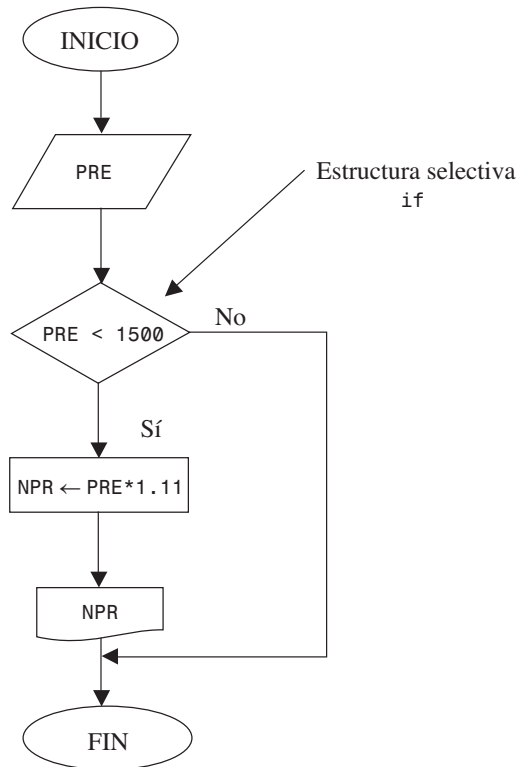 INICIO
PRE
Estructura selectiva
if
PRE < 1500
No
Sí
NPR ← PRE*1.11
NPR
FIN